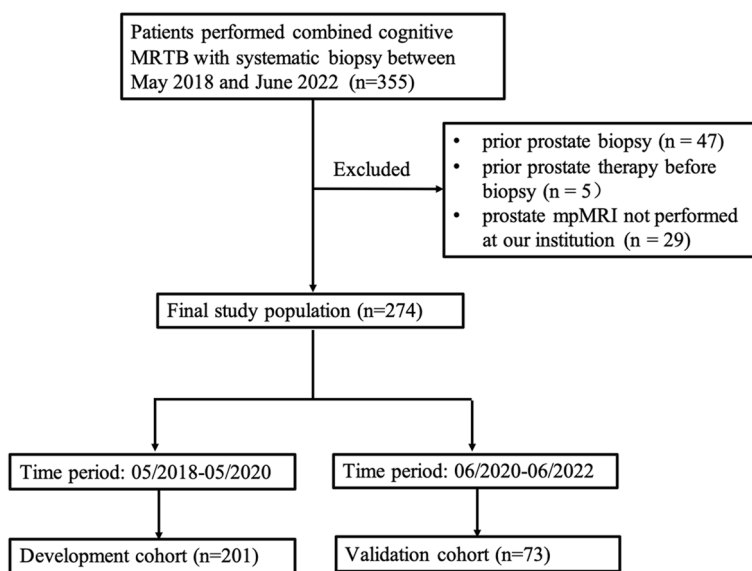 Patients performed combined cognitive
MRTB with systematic biopsy between
May 2018 and June 2022 (n=355)
Excluded
• prior prostate biopsy (n = 47)
• prior prostate therapy before
biopsy (n = 5）
• prostate mpMRI not performed
at our institution (n = 29)
Final study population (n=274)
Time period: 05/2018-05/2020
Time period: 06/2020-06/2022
Development cohort (n=201)
Validation cohort (n=73)